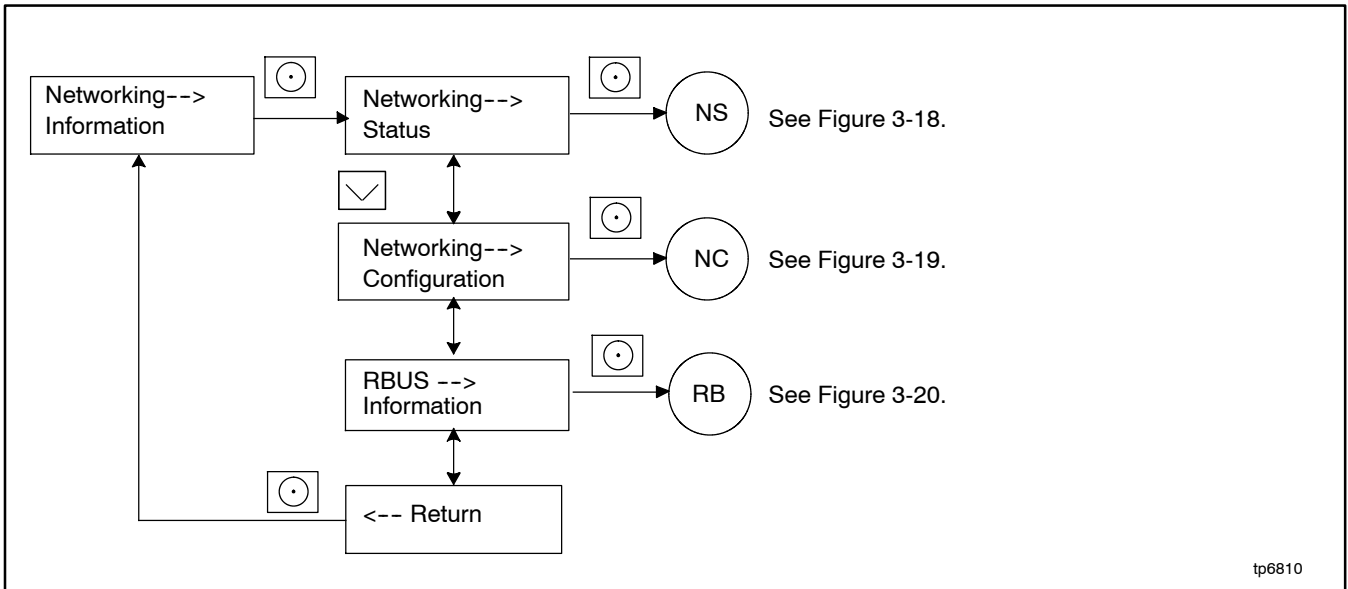 Networking-->
Information
Networking-->
Status
NS
See Figure 3-18.
Networking-->
Configuration
NC
See Figure 3-19.
RBUS -->
Information
RB
See Figure 3-20.
<-- Return
tp6810